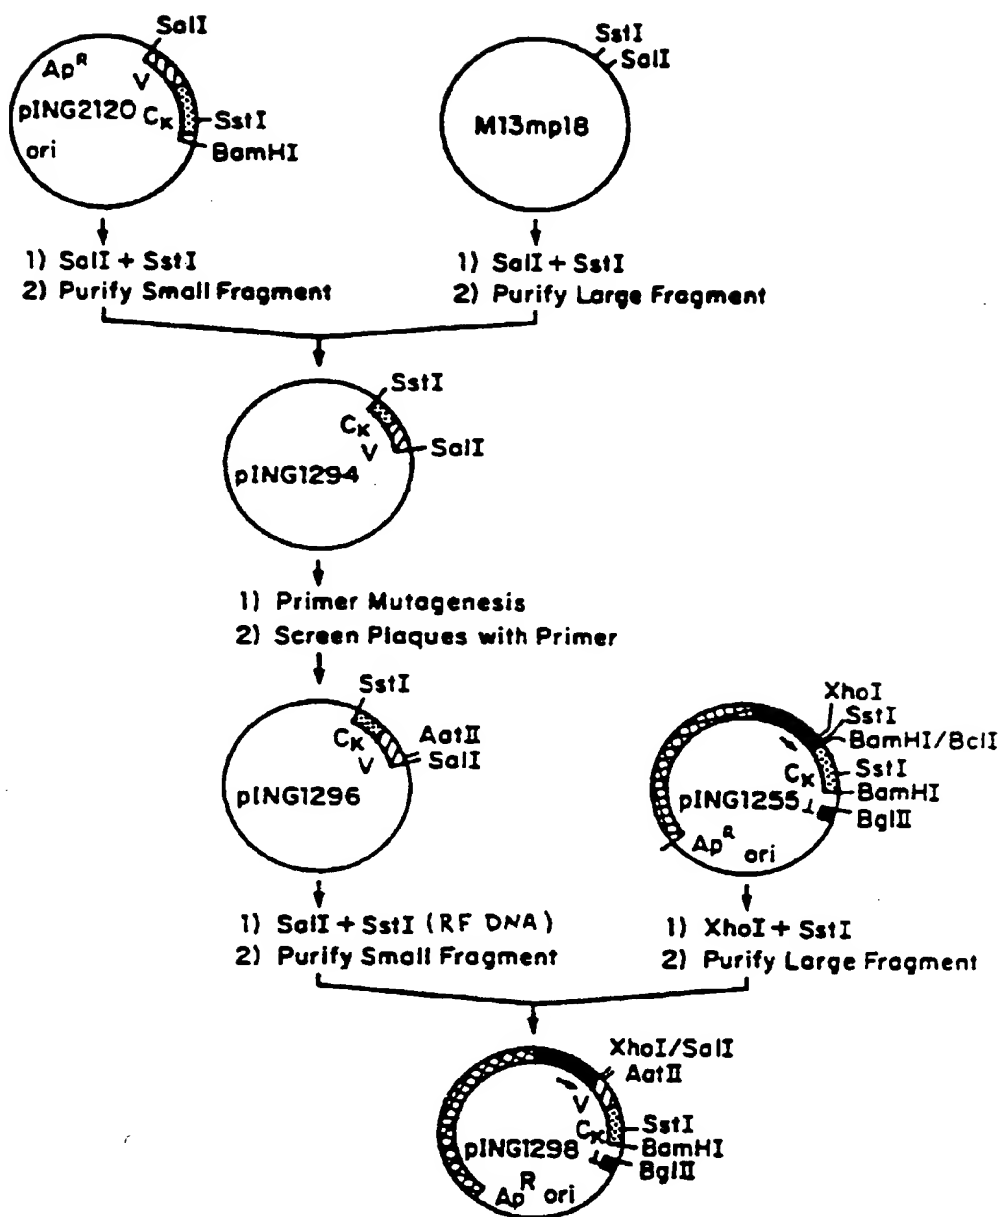 SalI
Ap^R
V
pING2120
C_K
SstI
ori
BamHI
SstI
SalI
M13mp18
1) SalI + SstI
2) Purify Small Fragment
1) SalI + SstI
2) Purify Large Fragment
SstI
C_K
V
SalI
pING1294
1) Primer Mutagenesis
2) Screen Plaques with Primer
SstI
C_K
AatII
V
SalI
pING1296
XhoI
SstI
BamHI/BclI
C_K
SstI
pING1255
BamHI
BglII
Ap^R ori
1) SalI + SstI (RF DNA)
2) Purify Small Fragment
1) XhoI + SstI
2) Purify Large Fragment
XhoI/SalI
AatII
V
C_K
SstI
pING1298
BamHI
BglII
Ap^R ori